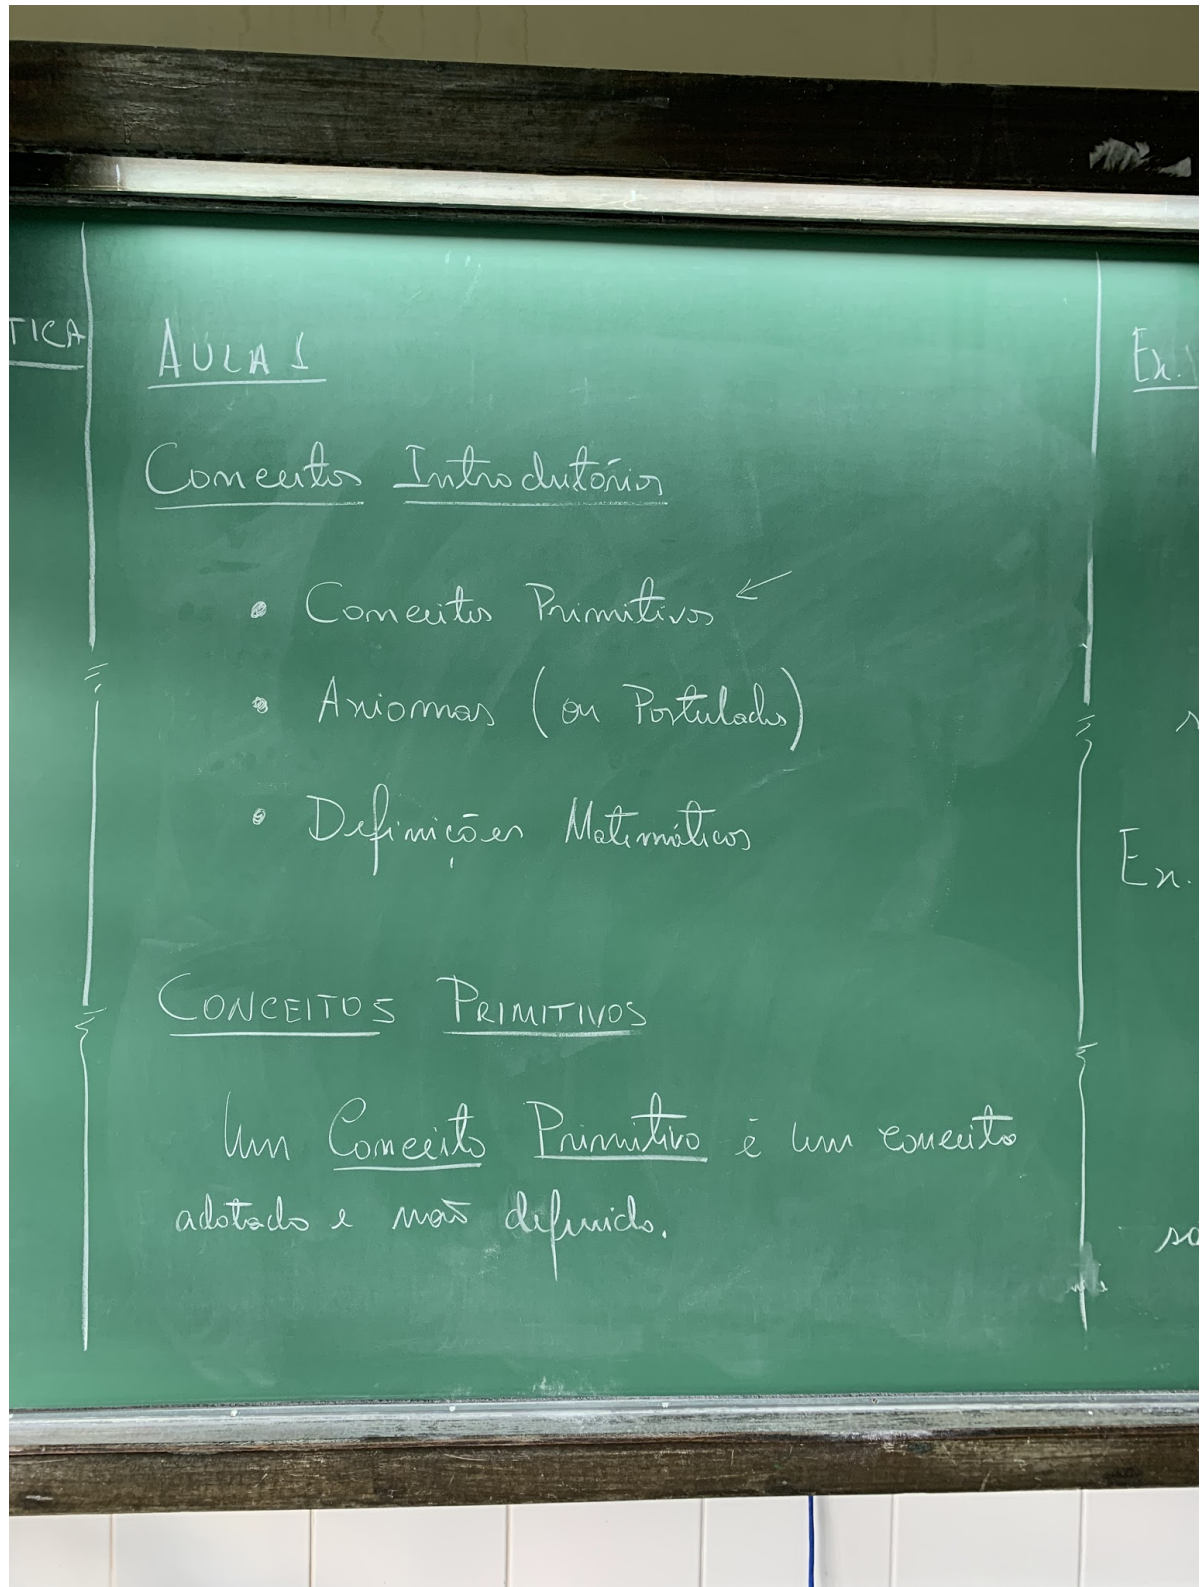 TICA
AULA 1
Conceitos Introdutórios
• Conceitos Primitivos ←
• Axiomas (ou Postulados)
• Definições Matemáticas
CONCEITOS PRIMITIVOS
Um Conceito Primitivo é um conceito
adotado e não definido.
Ex.
Ex.